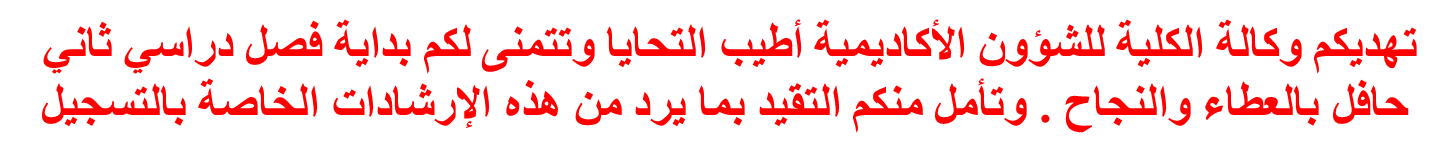 تهديكم وكالة الكلية للشؤون الأكاديمية أطيب التحايا وتتمنى لكم بداية فصل دراسي ثاني
حافل بالعطاء والنجاح . وتأمل منكم التقيد بما يرد من هذه الإرشادات الخاصة بالتسجيل